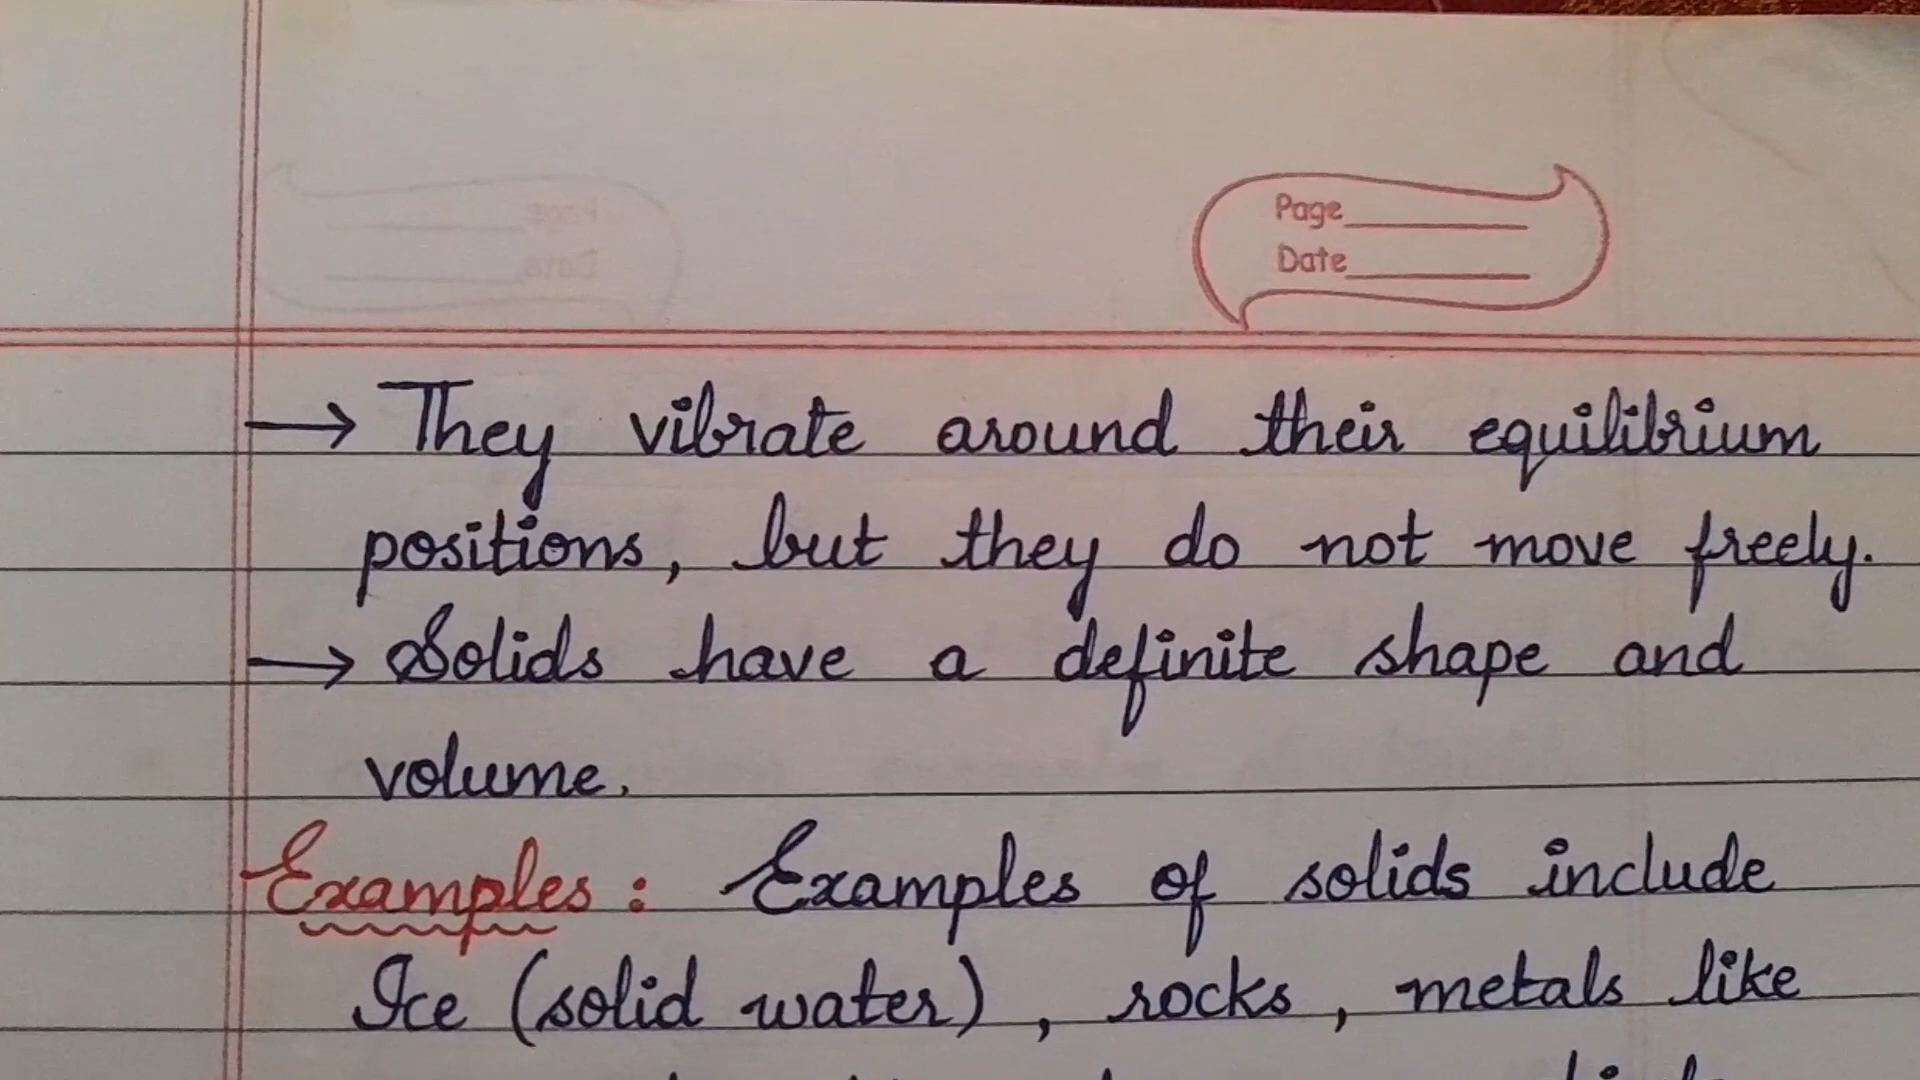 Page
Date
→ They vibrate around their equilibrium
positions, but they do not move freely.
→ Solids have a definite shape and
volume.
Examples : Examples of solids include
Ice (solid water) , rocks , metals like